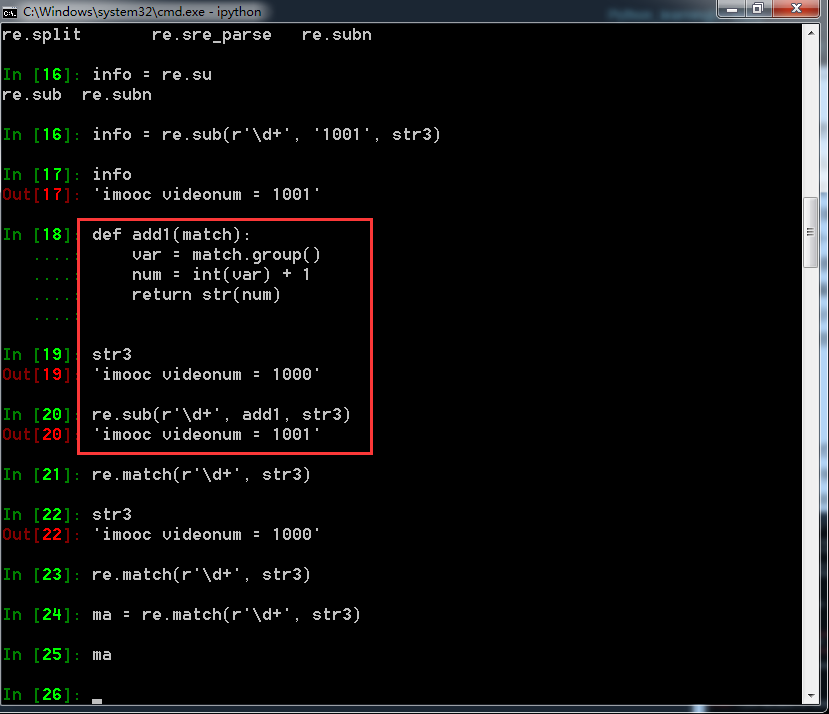 C:\Windows\system32\cmd.exe - ipython
re.split       re.sre_parse   re.subn
In [16]: info = re.su
re.sub  re.subn
In [16]: info = re.sub(r'\d+', '1001', str3)
In [17]: info
Out[17]: 'imooc videonum = 1001'
In [18]: def add1(match):
   ....:     var = match.group()
   ....:     num = int(var) + 1
   ....:     return str(num)
   ....:
In [19]: str3
Out[19]: 'imooc videonum = 1000'
In [20]: re.sub(r'\d+', add1, str3)
Out[20]: 'imooc videonum = 1001'
In [21]: re.match(r'\d+', str3)
In [22]: str3
Out[22]: 'imooc videonum = 1000'
In [23]: re.match(r'\d+', str3)
In [24]: ma = re.match(r'\d+', str3)
In [25]: ma
In [26]: